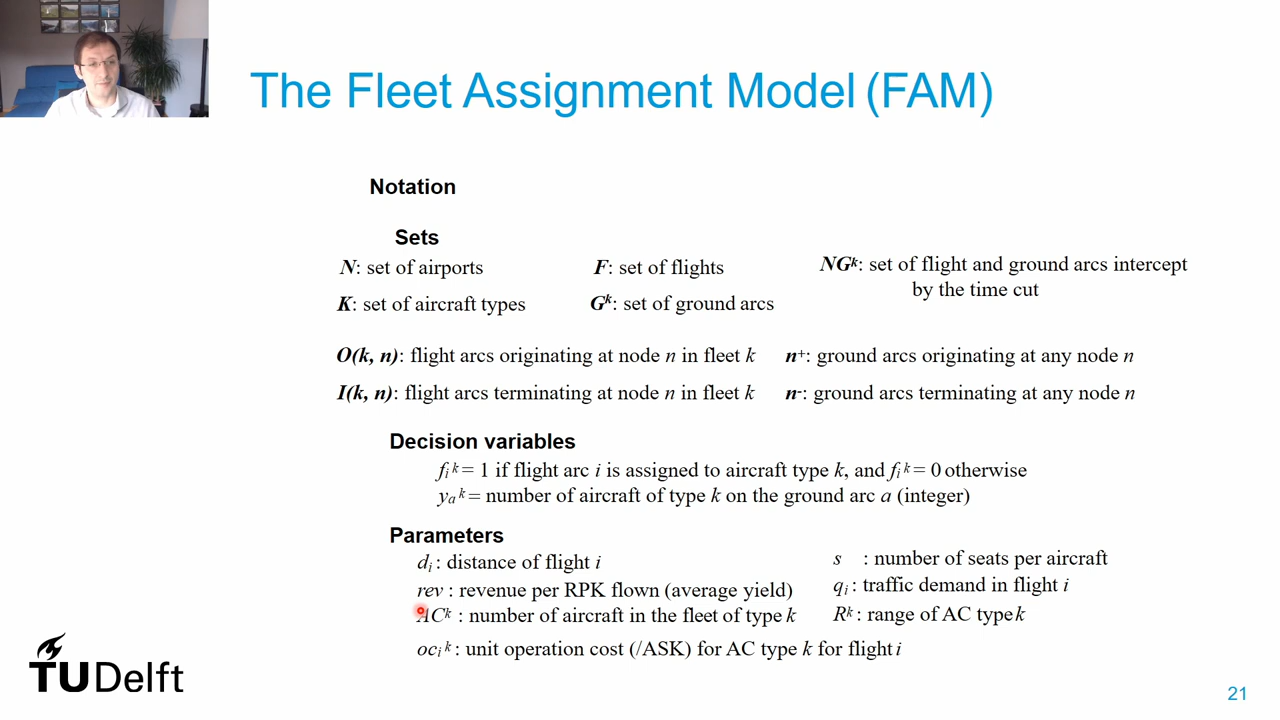 The Fleet Assignment Model (FAM)
Notation
Sets
N: set of airports
F: set of flights
NGᵏ: set of flight and ground arcs intercept
by the time cut
K: set of aircraft types
Gᵏ: set of ground arcs
O(k, n): flight arcs originating at node n in fleet k
n⁺: ground arcs originating at any node n
I(k, n): flight arcs terminating at node n in fleet k
n⁻: ground arcs terminating at any node n
Decision variables
fᵢᵏ = 1 if flight arc i is assigned to aircraft type k, and fᵢᵏ = 0 otherwise
yₐᵏ = number of aircraft of type k on the ground arc a (integer)
Parameters
dᵢ : distance of flight i
s : number of seats per aircraft
rev : revenue per RPK flown (average yield)
qᵢ : traffic demand in flight i
ACᵏ : number of aircraft in the fleet of type k
Rᵏ : range of AC type k
ocᵢᵏ : unit operation cost (/ASK) for AC type k for flight i
TUDelft
21